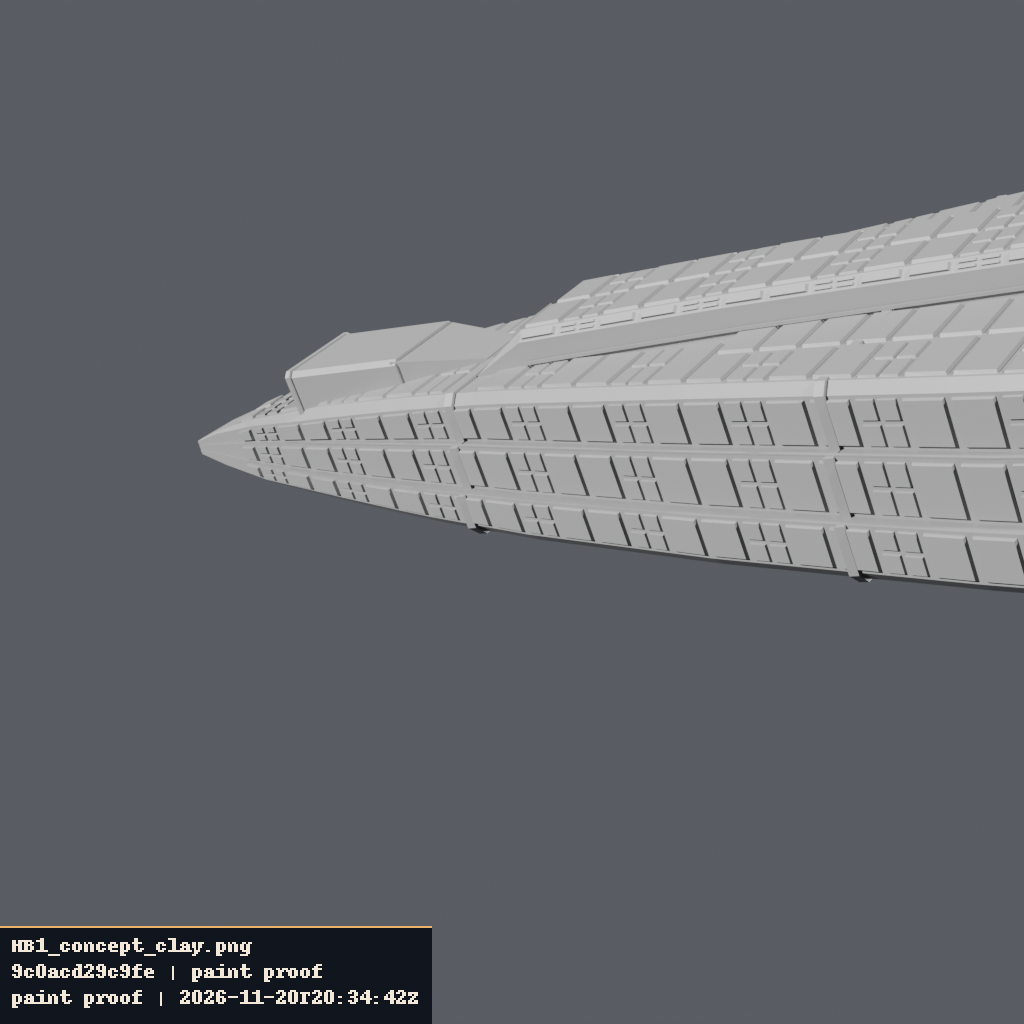 HB1_concept_clay.png
9c0acd29c9fe | paint proof
paint proof | 2026-11-20T20:34:42Z